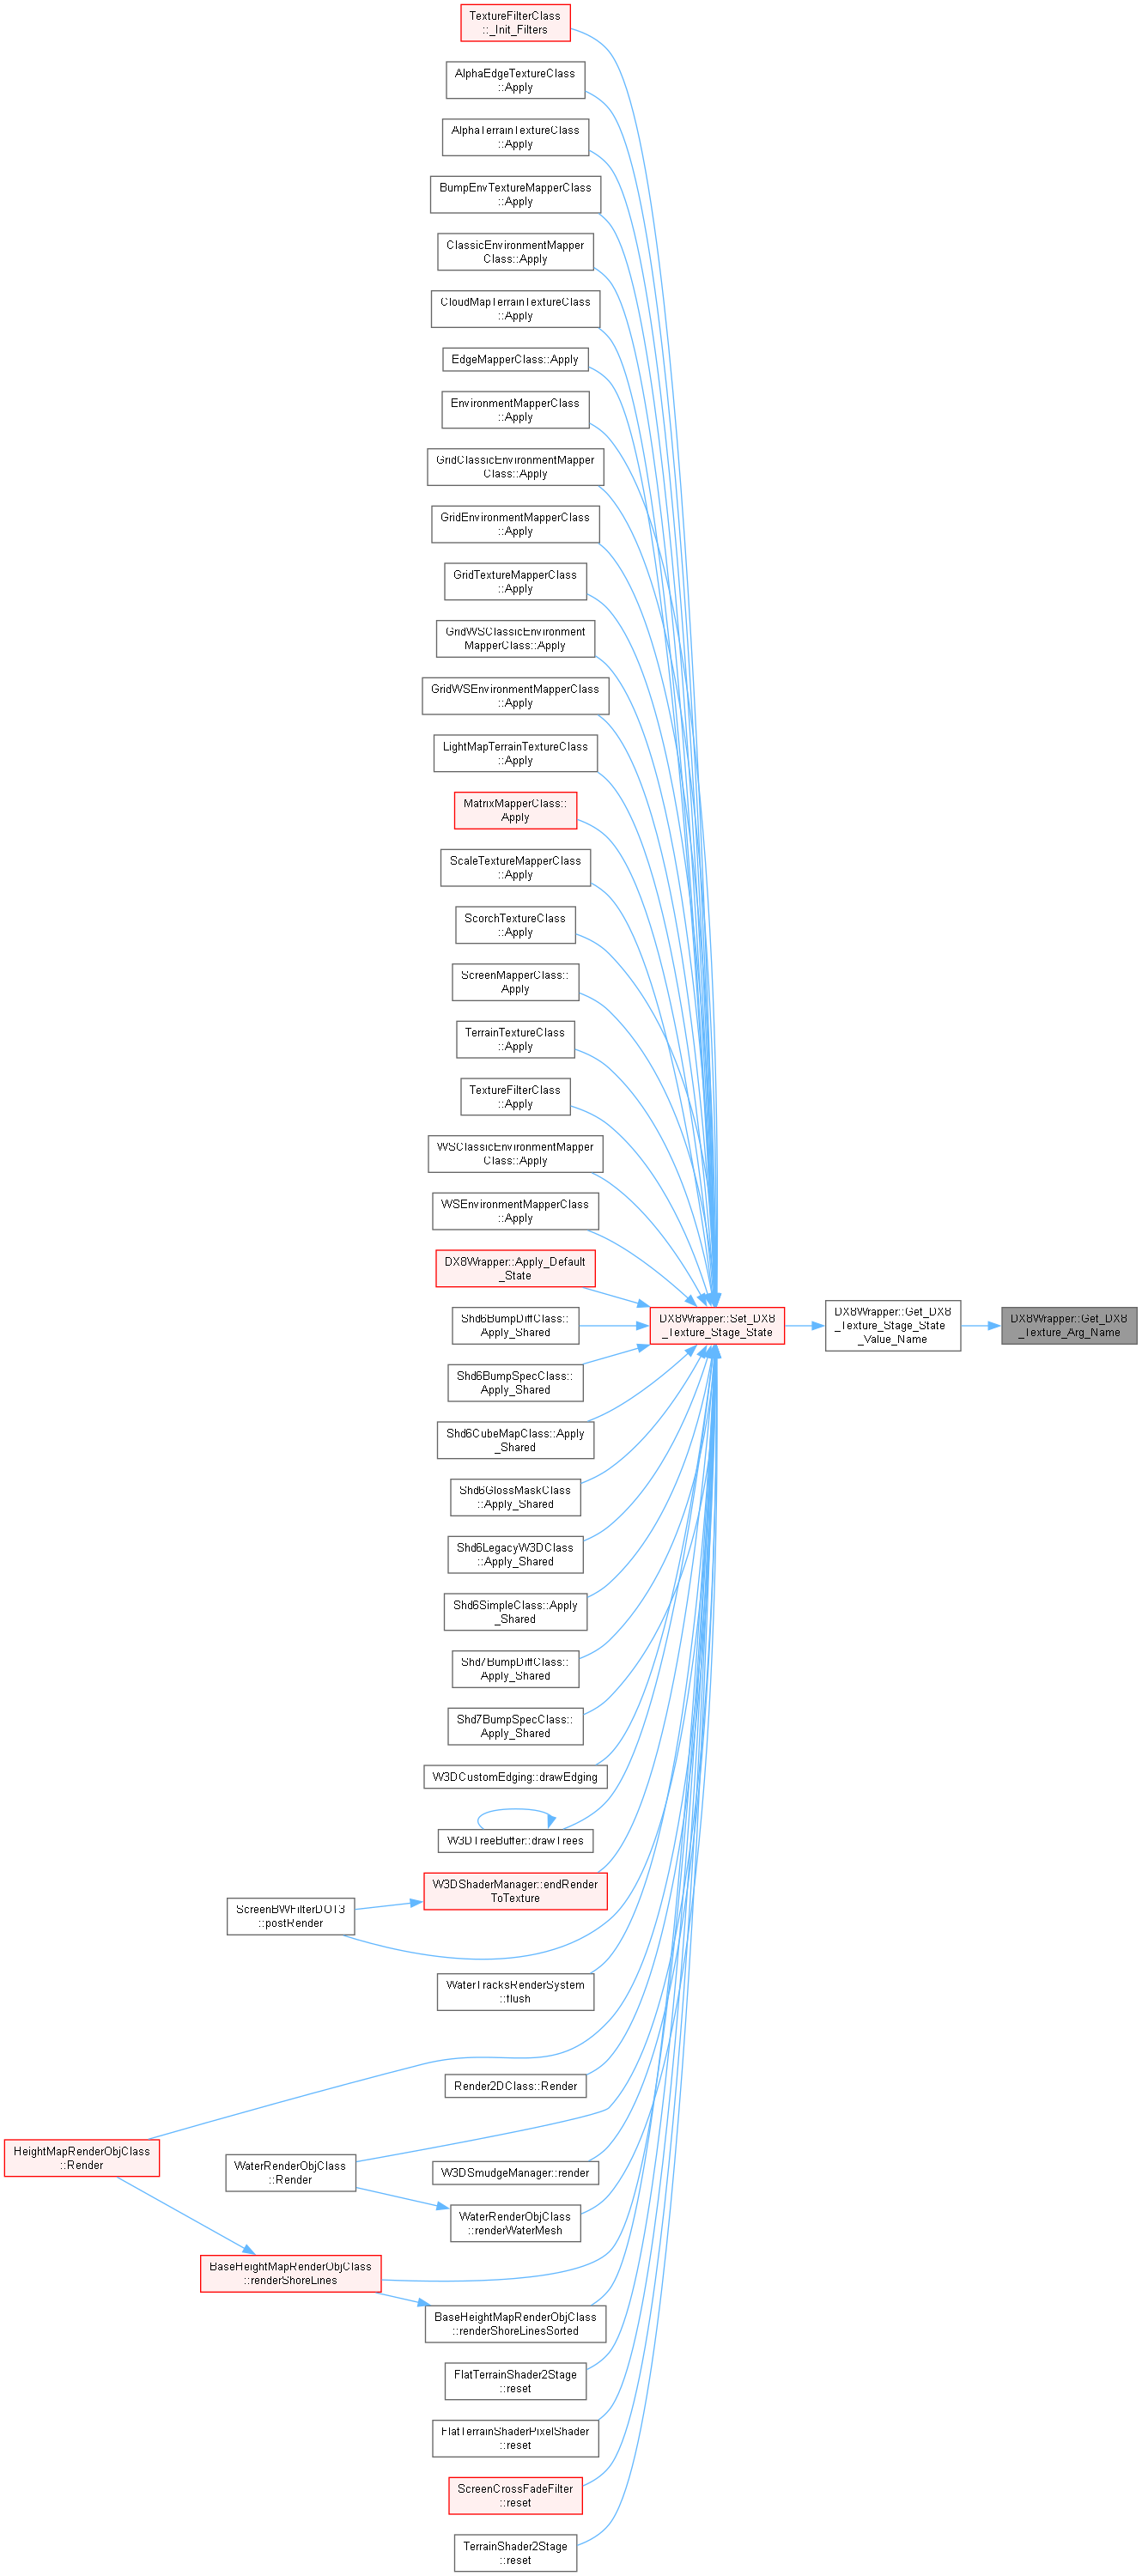 TextureFilterClass
::_Init_Filters
AlphaEdgeTextureClass
::Apply
AlphaTerrainTextureClass
::Apply
BumpEnvTextureMapperClass
::Apply
ClassicEnvironmentMapper
Class::Apply
CloudMapTerrainTextureClass
::Apply
EdgeMapperClass::Apply
EnvironmentMapperClass
::Apply
GridClassicEnvironmentMapper
Class::Apply
GridEnvironmentMapperClass
::Apply
GridTextureMapperClass
::Apply
GridWSClassicEnvironment
MapperClass::Apply
GridWSEnvironmentMapperClass
::Apply
LightMapTerrainTextureClass
::Apply
MatrixMapperClass::
Apply
ScaleTextureMapperClass
::Apply
ScorchTextureClass
::Apply
ScreenMapperClass::
Apply
TerrainTextureClass
::Apply
TextureFilterClass
::Apply
WSClassicEnvironmentMapper
Class::Apply
WSEnvironmentMapperClass
::Apply
DX8Wrapper::Apply_Default
_State
Shd6BumpDiffClass::
Apply_Shared
DX8Wrapper::Set_DX8
_Texture_Stage_State
DX8Wrapper::Get_DX8
_Texture_Stage_State
_Value_Name
DX8Wrapper::Get_DX8
_Texture_Arg_Name
Shd6BumpSpecClass::
Apply_Shared
Shd6CubeMapClass::Apply
_Shared
Shd6GlossMaskClass
::Apply_Shared
Shd6LegacyW3DClass
::Apply_Shared
Shd6SimpleClass::Apply
_Shared
Shd7BumpDiffClass::
Apply_Shared
Shd7BumpSpecClass::
Apply_Shared
W3DCustomEdging::drawEdging
W3DTreeBuffer::drawTrees
W3DShaderManager::endRender
ToTexture
ScreenBWFilterDOT3
::postRender
WaterTracksRenderSystem
::flush
Render2DClass::Render
HeightMapRenderObjClass
::Render
WaterRenderObjClass
::Render
W3DSmudgeManager::render
WaterRenderObjClass
::renderWaterMesh
BaseHeightMapRenderObjClass
::renderShoreLines
BaseHeightMapRenderObjClass
::renderShoreLinesSorted
FlatTerrainShader2Stage
::reset
FlatTerrainShaderPixelShader
::reset
ScreenCrossFadeFilter
::reset
TerrainShader2Stage
::reset